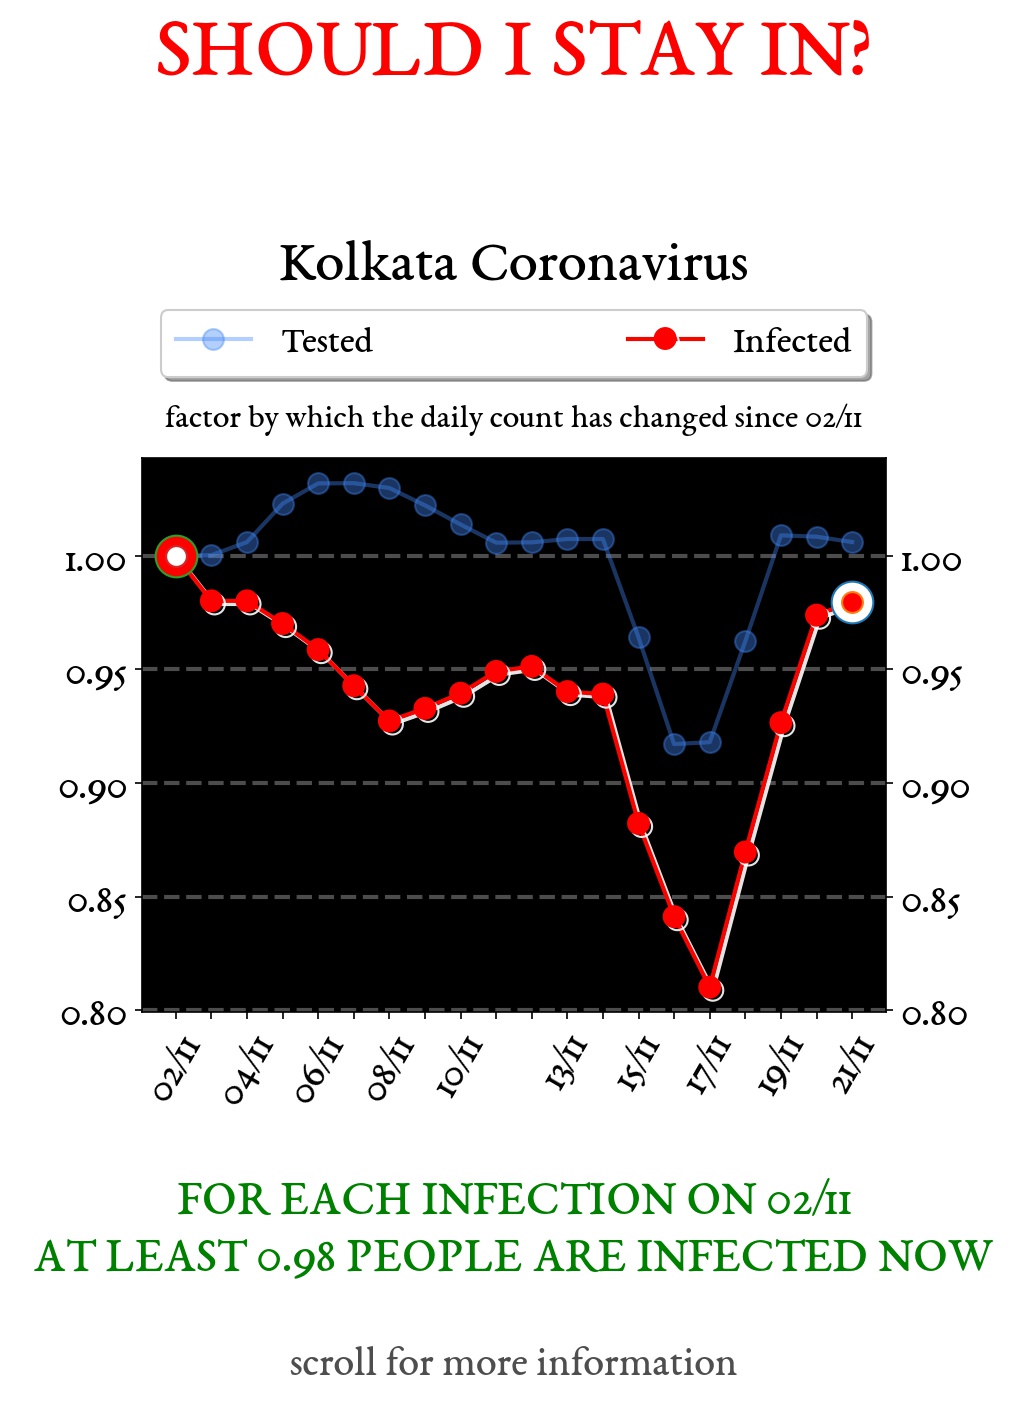 SHOULD I STAY IN?
Kolkata Coronavirus
Tested Infected
factor by which the daily count has changed since 02/11
1.00 1.00
0.95 0.95
0.90 0.90
0.85 0.85
0.80 0.80
02/11 04/11 06/11 08/11 10/11 13/11 15/11 17/11 19/11 21/11
FOR EACH INFECTION ON 02/11
AT LEAST 0.98 PEOPLE ARE INFECTED NOW
scroll for more information